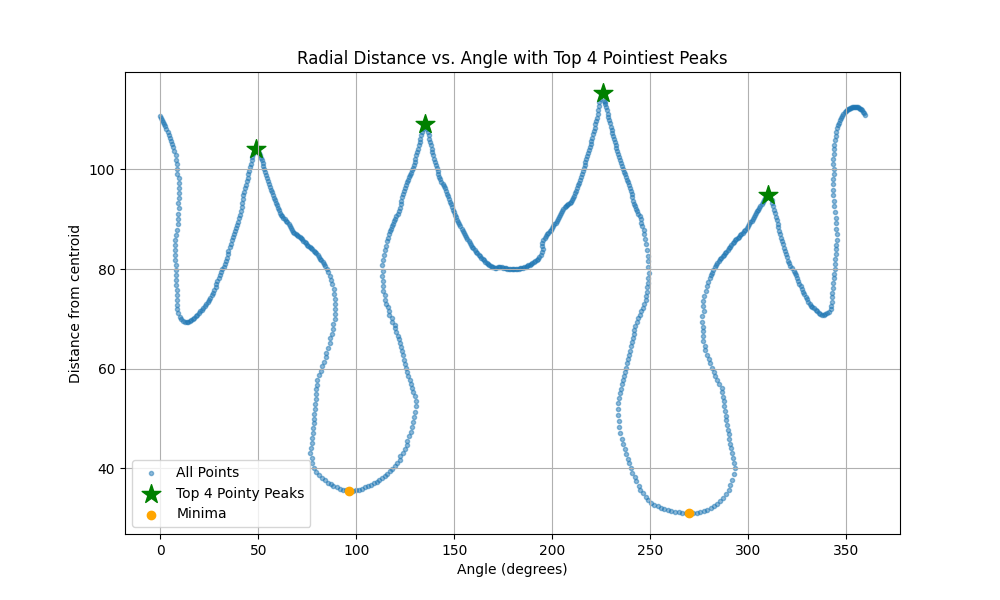 Radial Distance vs. Angle with Top 4 Pointiest Peaks
Distance from centroid
100
80
60
40
All Points
Top 4 Pointy Peaks
Minima
0 50 100 150 200 250 300 350
Angle (degrees)